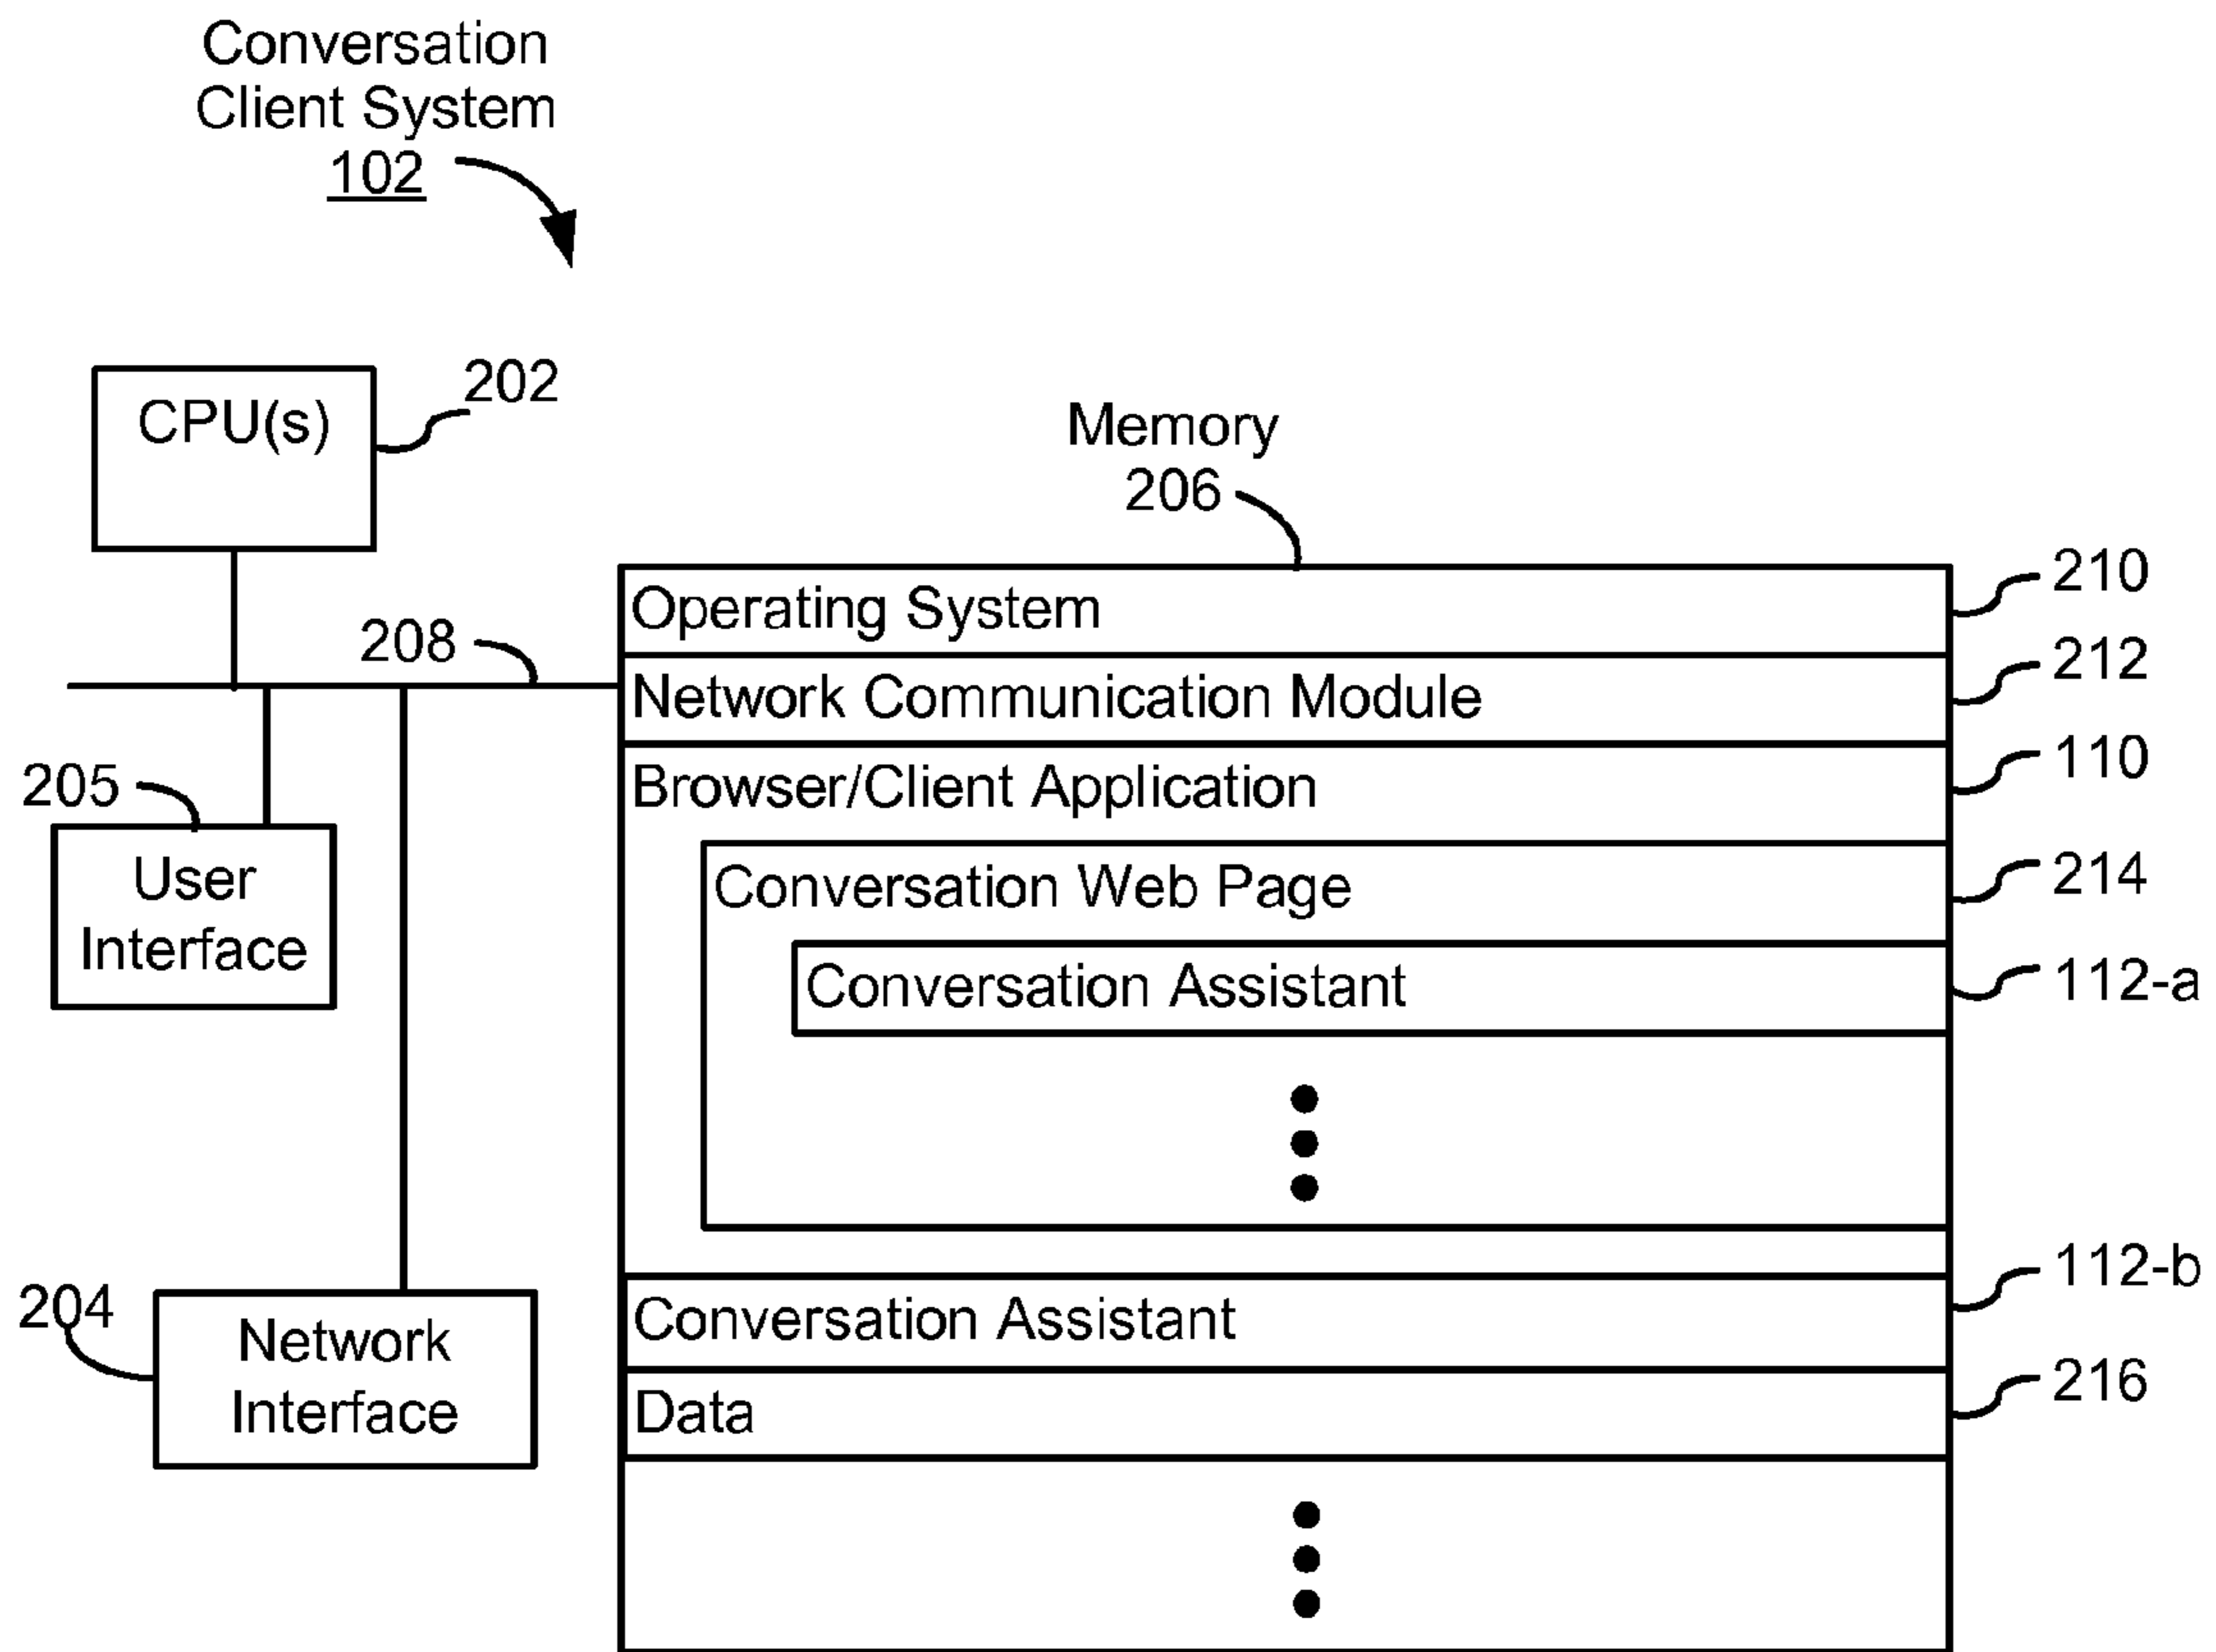 Conversation
Client System
102
CPU(s)
202
Memory
206
Operating System
210
208
Network Communication Module
212
Browser/Client Application
110
205
User
Interface
Conversation Web Page
214
Conversation Assistant
112-a
204
Network
Interface
Conversation Assistant
112-b
Data
216